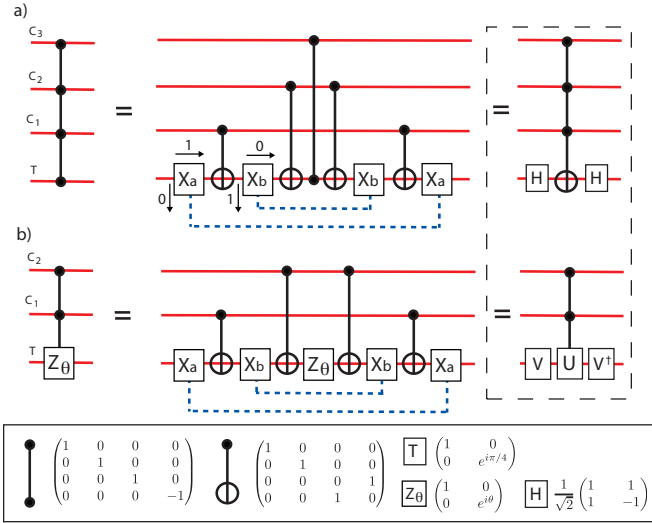 a)
C3
C2
C1
T
=
=
1
0
Xa
Xb
Xb
Xa
H
H
0
1
b)
C2
C1
T
Zθ
=
=
Xa
Xb
Zθ
Xb
Xa
V
U
V†
1 0 0 0
0 1 0 0
0 0 1 0
0 0 0 −1
1 0 0 0
0 1 0 0
0 0 0 1
0 0 1 0
T
1 0
0 e^{iπ/4}
Zθ
1 0
0 e^{iθ}
H
1/√2
1 1
1 −1